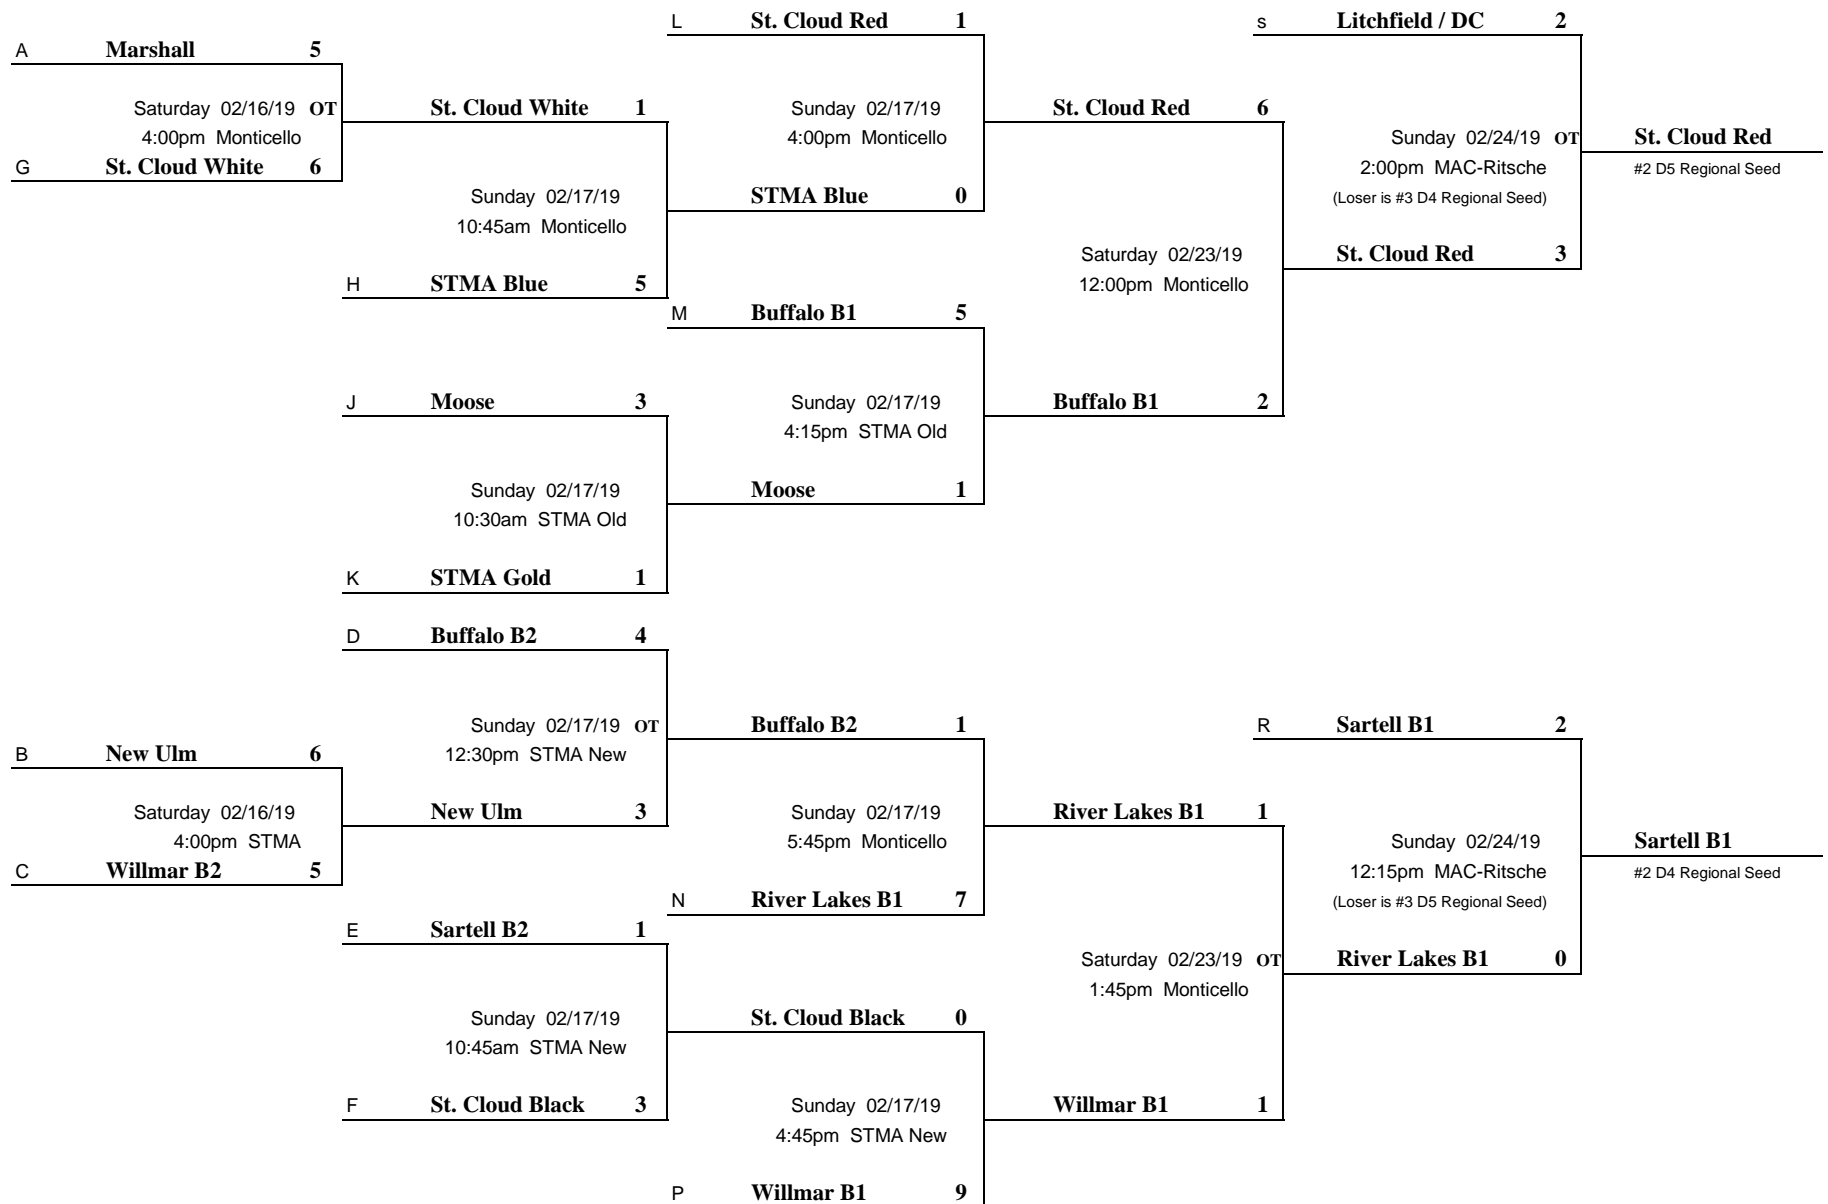 L St. Cloud Red 1
s Litchfield / DC 2
A Marshall 5
Saturday 02/16/19 OT
4:00pm Monticello
St. Cloud White 1
Sunday 02/17/19
4:00pm Monticello
St. Cloud Red 6
Sunday 02/24/19 OT
2:00pm MAC-Ritsche
(Loser is #3 D4 Regional Seed)
St. Cloud Red
#2 D5 Regional Seed
G St. Cloud White 6
Sunday 02/17/19
10:45am Monticello
STMA Blue 0
H STMA Blue 5
Saturday 02/23/19
12:00pm Monticello
St. Cloud Red 3
M Buffalo B1 5
J Moose 3
Sunday 02/17/19
4:15pm STMA Old
Buffalo B1 2
Sunday 02/17/19
10:30am STMA Old
Moose 1
K STMA Gold 1
D Buffalo B2 4
Sunday 02/17/19 OT
12:30pm STMA New
Buffalo B2 1
R Sartell B1 2
B New Ulm 6
Saturday 02/16/19
4:00pm STMA
New Ulm 3
Sunday 02/17/19
5:45pm Monticello
River Lakes B1 1
Sunday 02/24/19
12:15pm MAC-Ritsche
(Loser is #3 D5 Regional Seed)
Sartell B1
#2 D4 Regional Seed
C Willmar B2 5
N River Lakes B1 7
E Sartell B2 1
Saturday 02/23/19 OT
1:45pm Monticello
River Lakes B1 0
Sunday 02/17/19
10:45am STMA New
St. Cloud Black 0
F St. Cloud Black 3
Sunday 02/17/19
4:45pm STMA New
Willmar B1 1
P Willmar B1 9